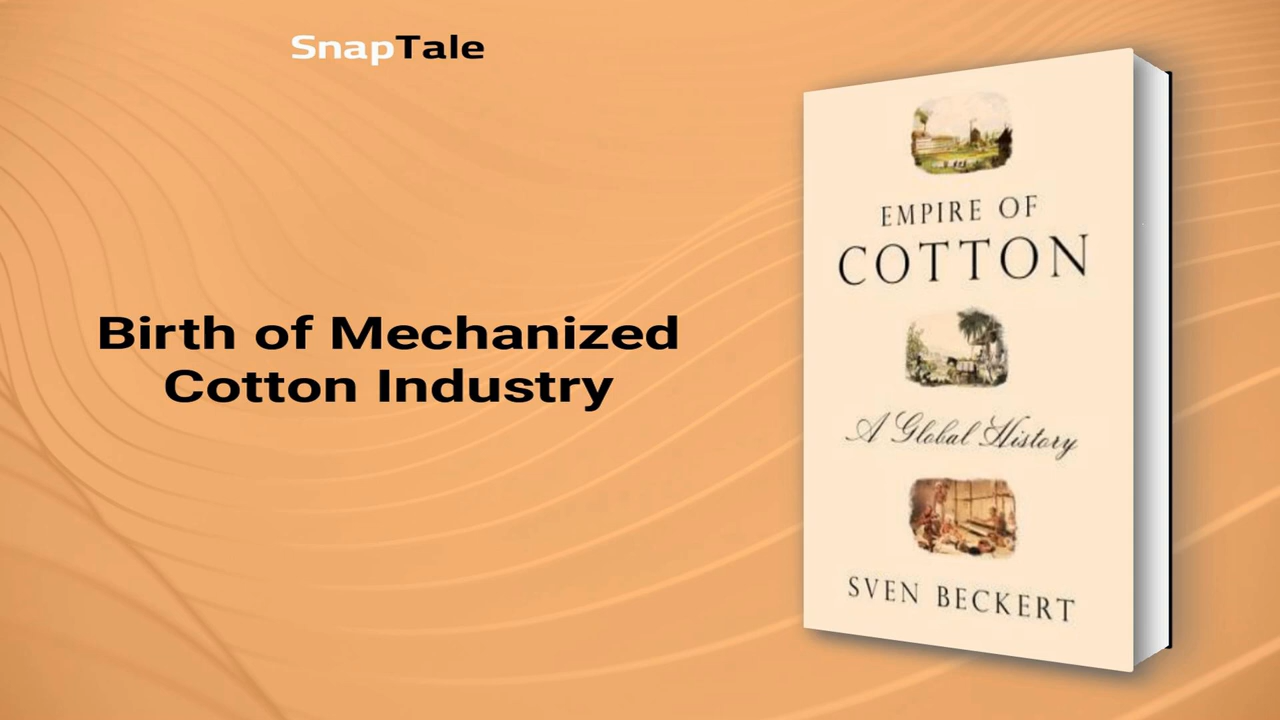 SnapTale
Birth of Mechanized
Cotton Industry
EMPIRE OF
COTTON
A Global History
SVEN BECKERT